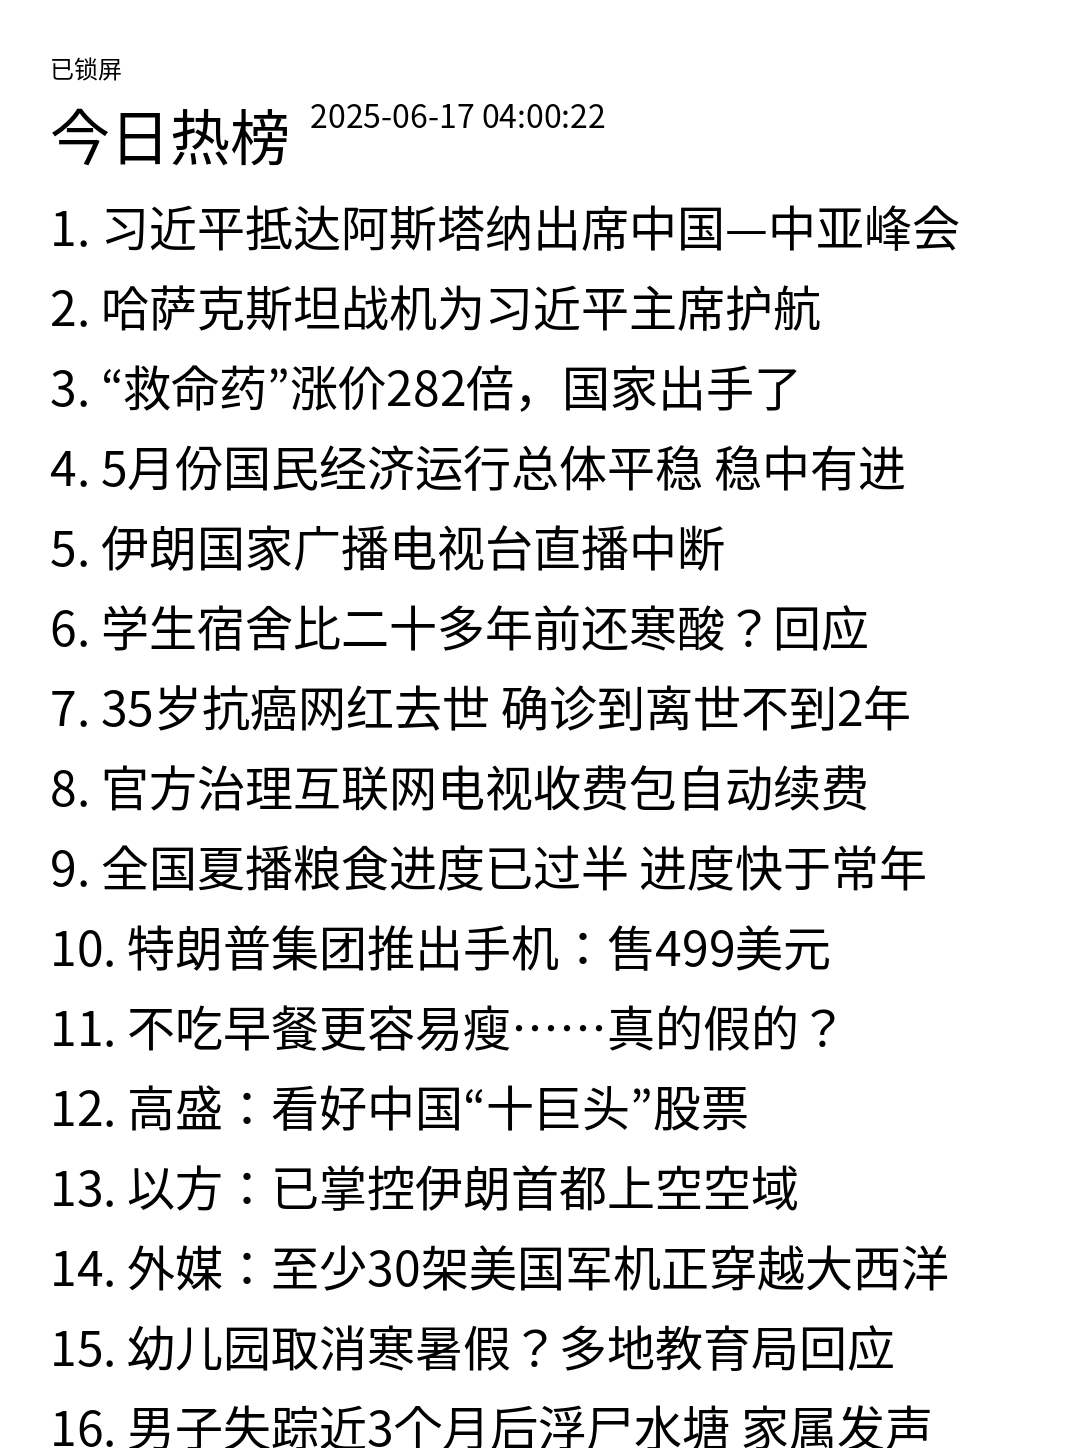 已锁屏
今日热榜 2025-06-17 04:00:22
1. 习近平抵达阿斯塔纳出席中国—中亚峰会
2. 哈萨克斯坦战机为习近平主席护航
3. “救命药”涨价282倍，国家出手了
4. 5月份国民经济运行总体平稳 稳中有进
5. 伊朗国家广播电视台直播中断
6. 学生宿舍比二十多年前还寒酸？回应
7. 35岁抗癌网红去世 确诊到离世不到2年
8. 官方治理互联网电视收费包自动续费
9. 全国夏播粮食进度已过半 进度快于常年
10. 特朗普集团推出手机：售499美元
11. 不吃早餐更容易瘦……真的假的？
12. 高盛：看好中国“十巨头”股票
13. 以方：已掌控伊朗首都上空空域
14. 外媒：至少30架美国军机正穿越大西洋
15. 幼儿园取消寒暑假？多地教育局回应
16. 男子失踪近3个月后浮尸水塘 家属发声